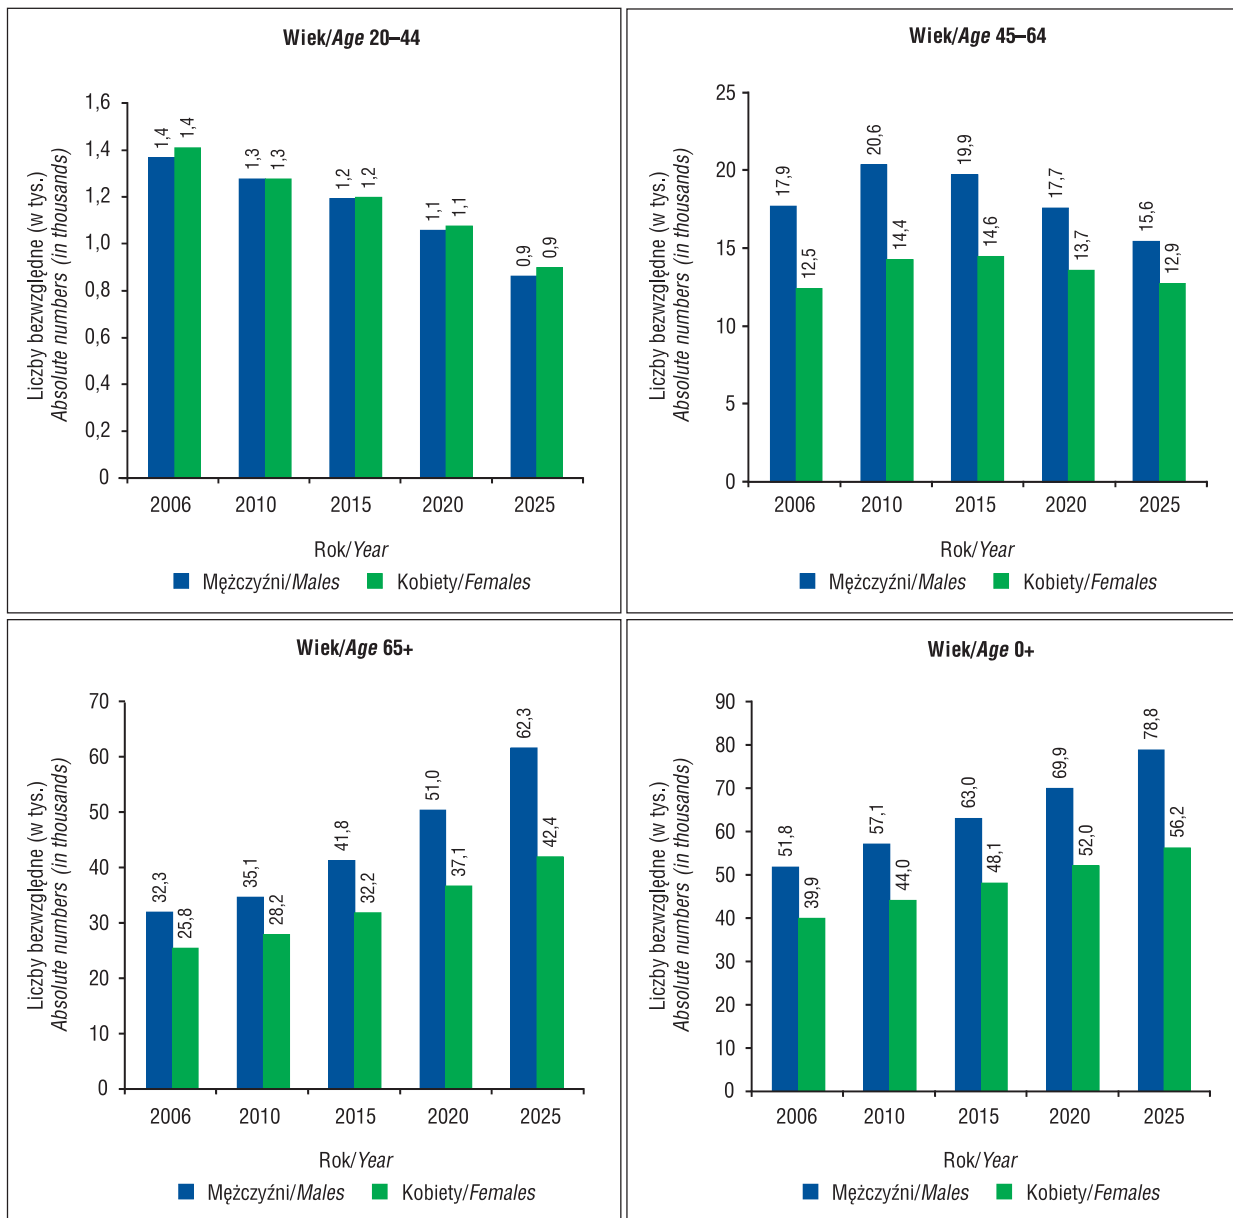 Wiek/Age 20–44
Liczby bezwzględne (w tys.)
Absolute numbers (in thousands)
1,6
1,4
1,2
1,0
0,8
0,6
0,4
0,2
0
1,4 1,4 1,3 1,3 1,2 1,2 1,1 1,1 0,9 0,9
2006 2010 2015 2020 2025
Rok/Year
Mężczyźni/Males Kobiety/Females
Wiek/Age 45–64
Liczby bezwzględne (w tys.)
Absolute numbers (in thousands)
25
20
15
10
5
0
17,9 12,5 20,6 14,4 19,9 14,6 17,7 13,7 15,6 12,9
2006 2010 2015 2020 2025
Rok/Year
Mężczyźni/Males Kobiety/Females
Wiek/Age 65+
Liczby bezwzględne (w tys.)
Absolute numbers (in thousands)
70
60
50
40
30
20
10
0
32,3 25,8 35,1 28,2 41,8 32,2 51,0 37,1 62,3 42,4
2006 2010 2015 2020 2025
Rok/Year
Mężczyźni/Males Kobiety/Females
Wiek/Age 0+
Liczby bezwzględne (w tys.)
Absolute numbers (in thousands)
90
80
70
60
50
40
30
20
10
0
51,8 39,9 57,1 44,0 63,0 48,1 69,9 52,0 78,8 56,2
2006 2010 2015 2020 2025
Rok/Year
Mężczyźni/Males Kobiety/Females